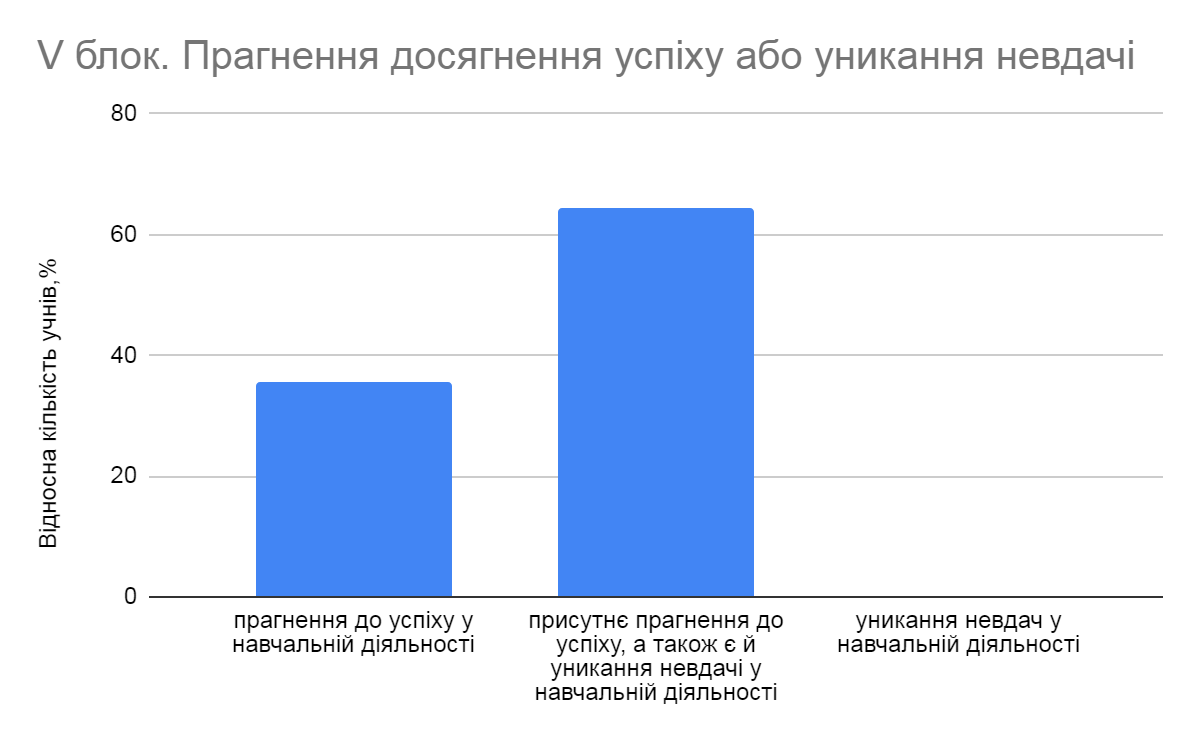 V блок. Прагнення досягнення успіху або уникання невдачі
Відносна кількість учнів,%
80
60
40
20
0
прагнення до успіху у
навчальній діяльності
присутнє прагнення до
успіху, а також є й
уникання невдачі у
навчальній діяльності
уникання невдач у
навчальній діяльності